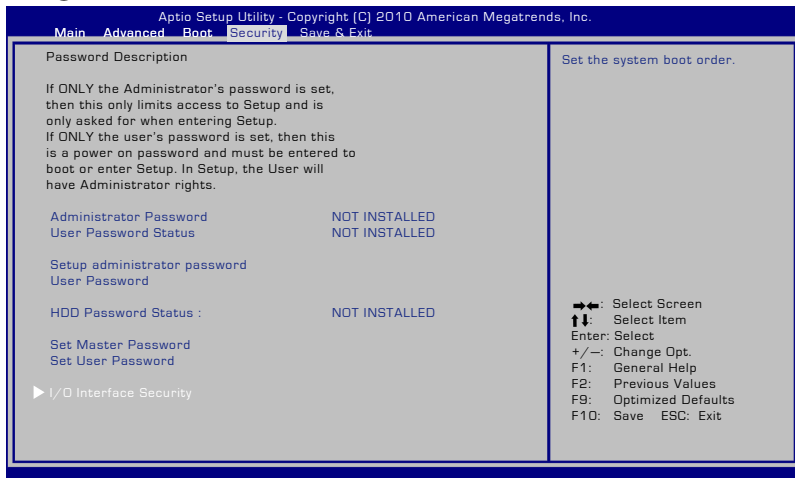 Aptio Setup Utility - Copyright (C) 2010 American Megatrends, Inc.
Main Advanced Boot Security Save & Exit
Password Description
If ONLY the Administrator's password is set,
then this only limits access to Setup and is
only asked for when entering Setup.
If ONLY the user's password is set, then this
is a power on password and must be entered to
boot or enter Setup. In Setup, the User will
have Administrator rights.
Administrator Password NOT INSTALLED
User Password Status NOT INSTALLED
Setup administrator password
User Password
HDD Password Status : NOT INSTALLED
Set Master Password
Set User Password
▶ I/O Interface Security
Set the system boot order.
→←: Select Screen
↑↓: Select Item
Enter: Select
+/—: Change Opt.
F1: General Help
F2: Previous Values
F9: Optimized Defaults
F10: Save ESC: Exit